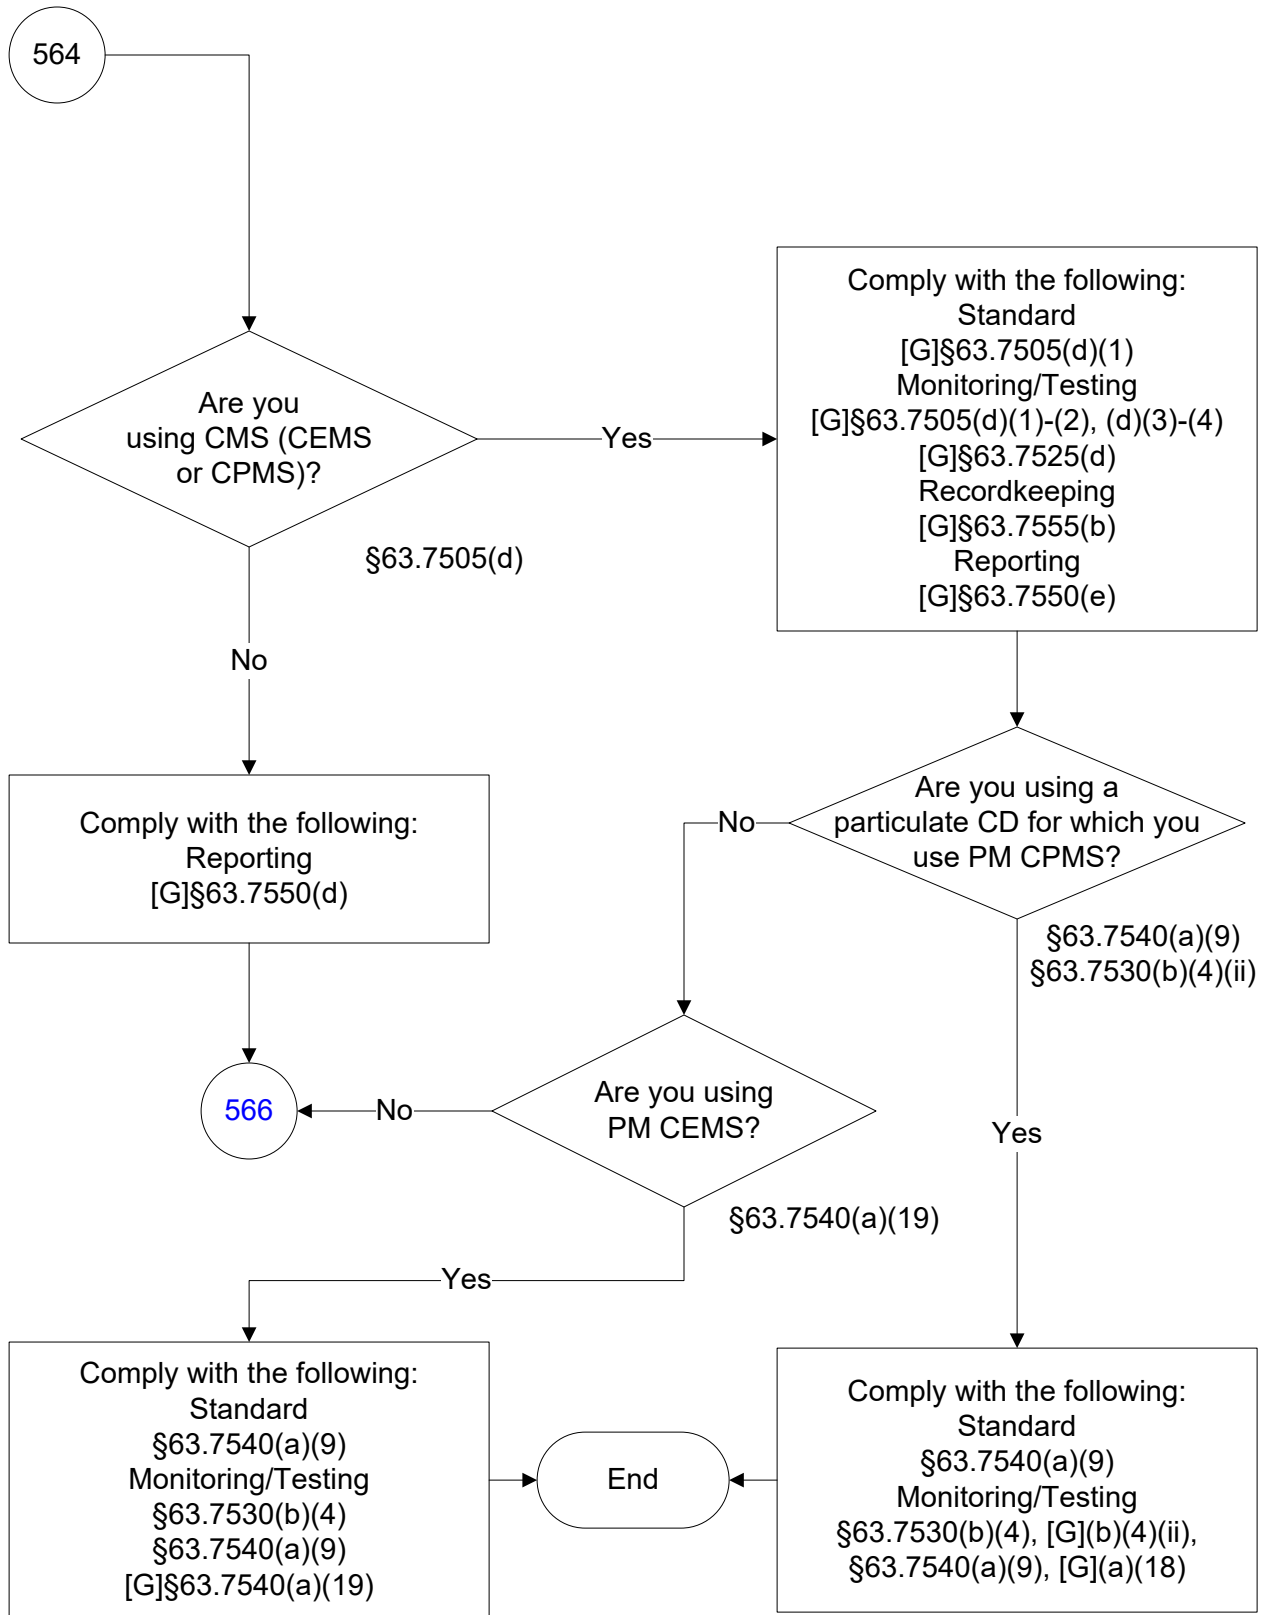 564
Are you
using CMS (CEMS
or CPMS)?
§63.7505(d)
Yes
Comply with the following:
Standard
[G]§63.7505(d)(1)
Monitoring/Testing
[G]§63.7505(d)(1)-(2), (d)(3)-(4)
[G]§63.7525(d)
Recordkeeping
[G]§63.7555(b)
Reporting
[G]§63.7550(e)
No
Comply with the following:
Reporting
[G]§63.7550(d)
Are you using a
particulate CD for which you
use PM CPMS?
§63.7540(a)(9)
§63.7530(b)(4)(ii)
No
Are you using
PM CEMS?
§63.7540(a)(19)
No
566
Yes
Yes
Comply with the following:
Standard
§63.7540(a)(9)
Monitoring/Testing
§63.7530(b)(4)
§63.7540(a)(9)
[G]§63.7540(a)(19)
End
Comply with the following:
Standard
§63.7540(a)(9)
Monitoring/Testing
§63.7530(b)(4), [G](b)(4)(ii),
§63.7540(a)(9), [G](a)(18)